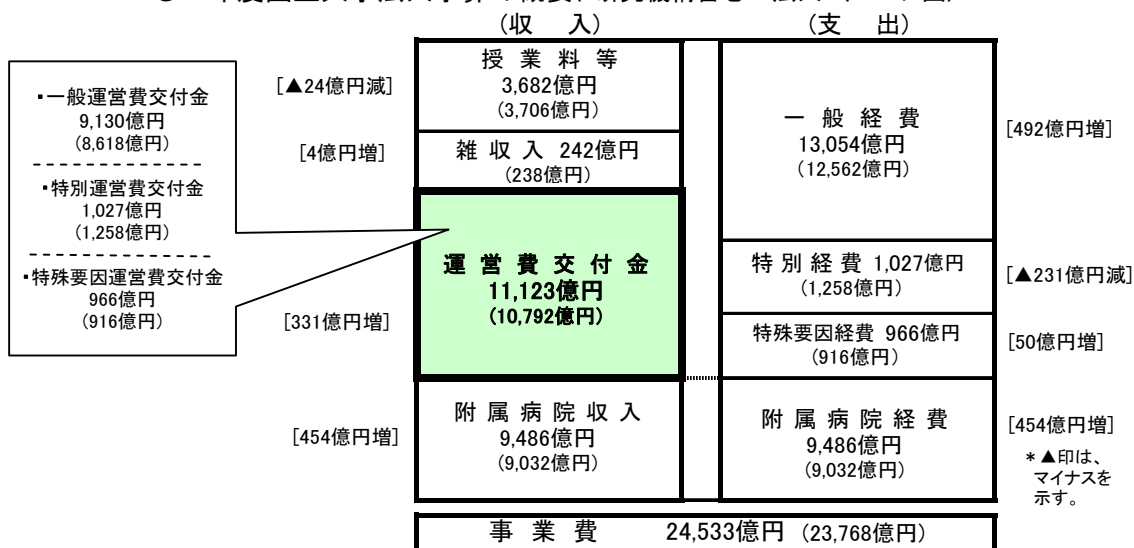 (収 入)
(支 出)
・一般運営費交付金
9,130億円
(8,618億円)
・特別運営費交付金
1,027億円
(1,258億円)
・特殊要因運営費交付金
966億円
(916億円)
[▲24億円減]
[4億円増]
[331億円増]
[454億円増]
授 業 料 等
3,682億円
(3,706億円)
雑 収 入 242億円
(238億円)
運 営 費 交 付 金
11,123億円
(10,792億円)
附 属 病 院 収 入
9,486億円
(9,032億円)
一 般 経 費
13,054億円
(12,562億円)
特 別 経 費 1,027億円
(1,258億円)
特殊要因経費 966億円
(916億円)
附 属 病 院 経 費
9,486億円
(9,032億円)
[492億円増]
[▲231億円減]
[50億円増]
[454億円増]
* ▲印は、
マイナスを
示す。
事 業 費 24,533億円 (23,768億円)